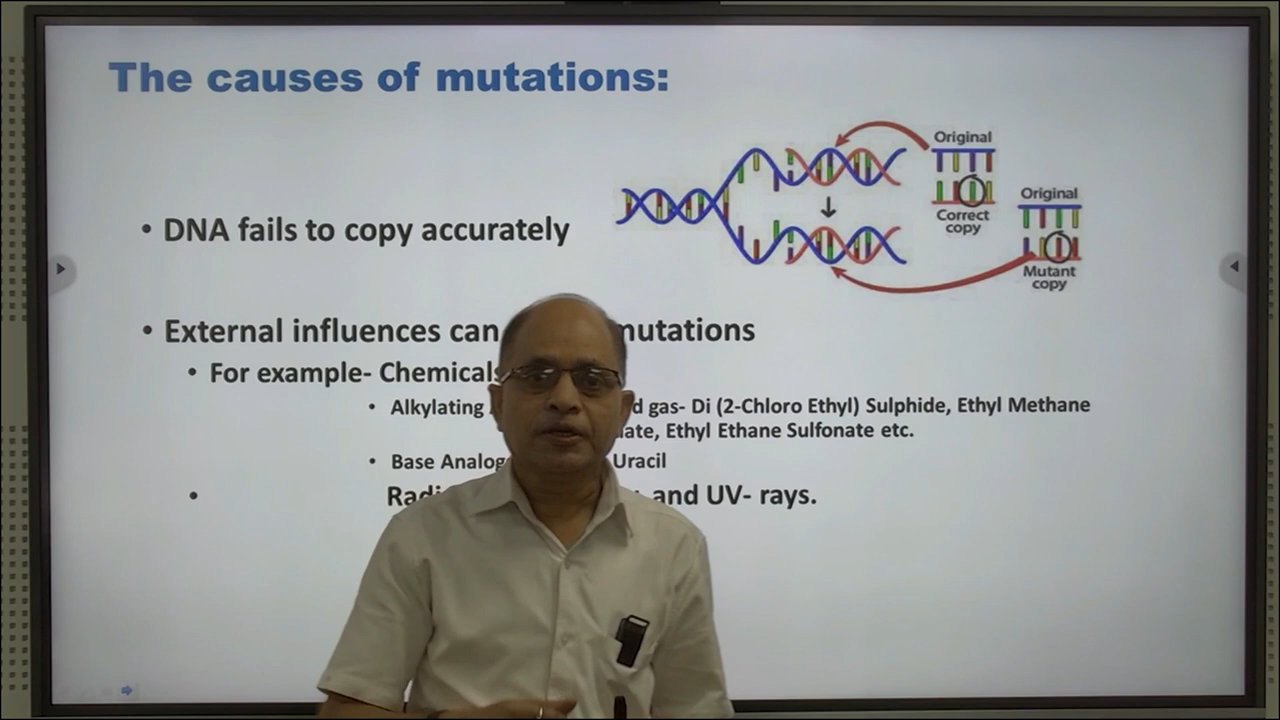 The causes of mutations:
Original
Correct
copy
Original
Mutant
copy
• DNA fails to copy accurately
• External influences can mutations
• For example- Chemicals
• Alkylating gas- Di (2-Chloro Ethyl) Sulphide, Ethyl Methane
Ethyl Ethane Sulfonate etc.
• Base Uracil
• and UV- rays.